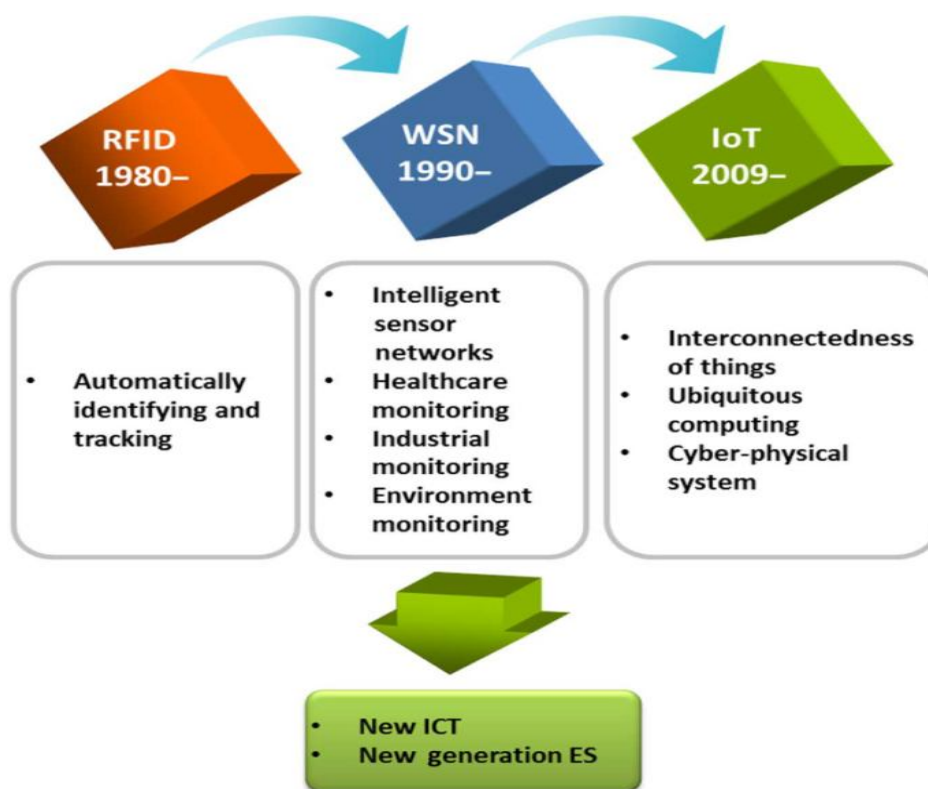 RFID
1980–
WSN
1990–
IoT
2009–
• Automatically
identifying and
tracking
• Intelligent
sensor
networks
• Healthcare
monitoring
• Industrial
monitoring
• Environment
monitoring
• Interconnectedness
of things
• Ubiquitous
computing
• Cyber-physical
system
• New ICT
• New generation ES